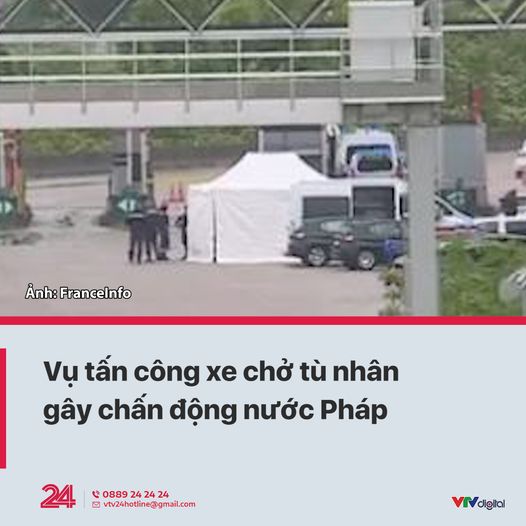 Ảnh: FranceInfo
Vụ tấn công xe chở tù nhân
gây chấn động nước Pháp
24
0889 24 24 24
vtv24hotline@gmail.com
VTVdigital